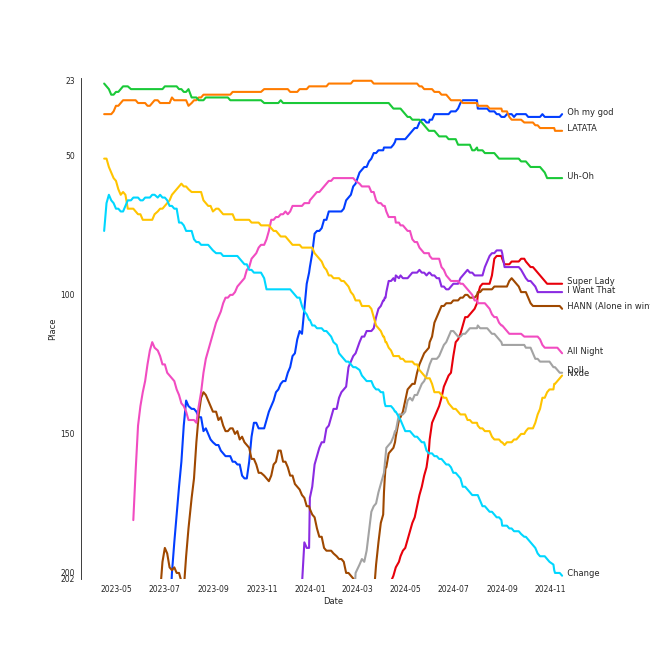 23
50
100
150
200
202
Place
2023-05
2023-07
2023-09
2023-11
2024-01
2024-03
2024-05
2024-07
2024-09
2024-11
Date
Oh my god
LATATA
Uh-Oh
Super Lady
I Want That
HANN (Alone in win
All Night
Nxde
Change